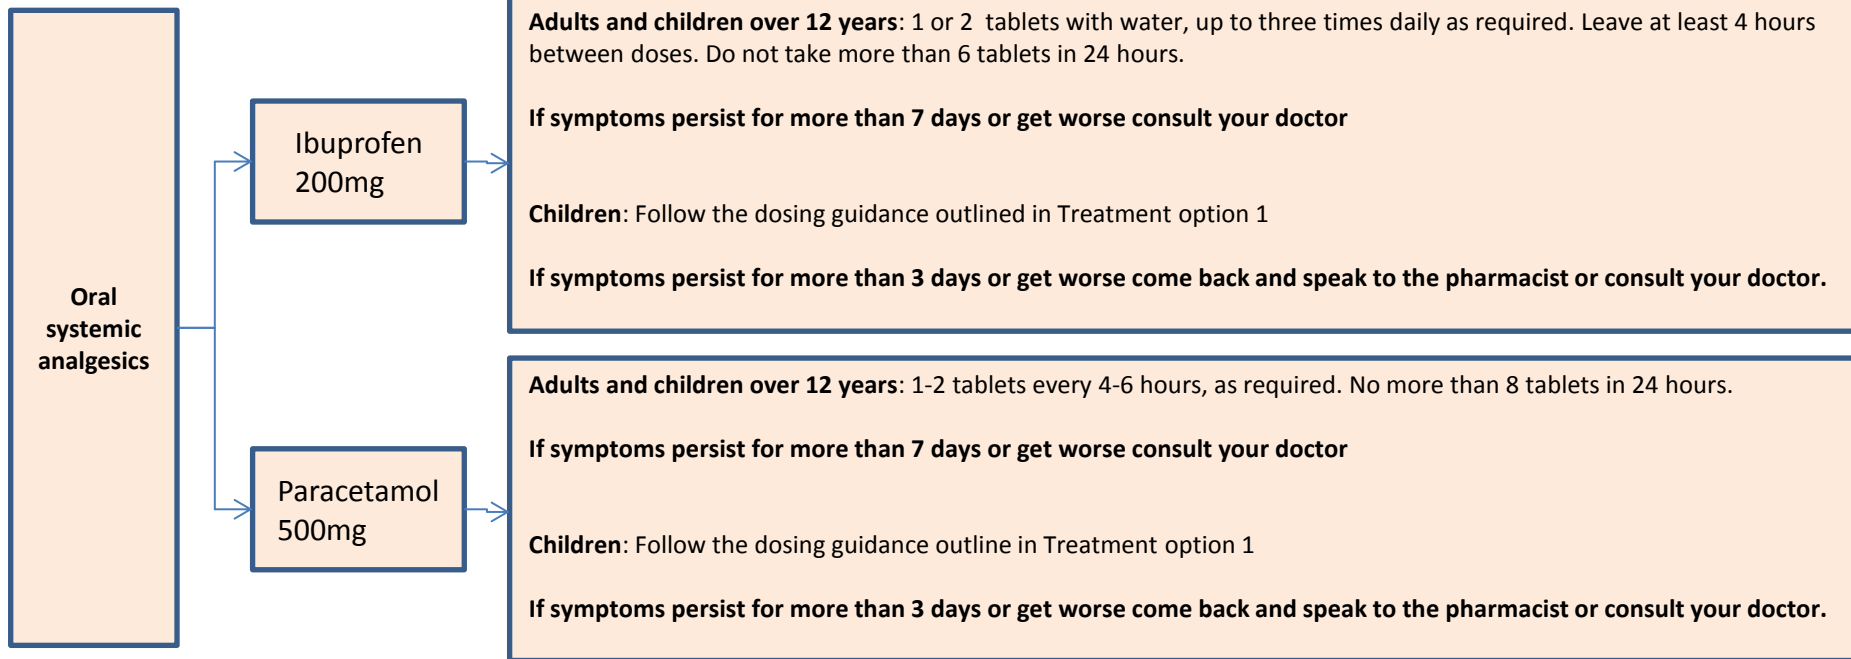 Oral
systemic
analgesics
Ibuprofen
200mg
Adults and children over 12 years: 1 or 2 tablets with water, up to three times daily as required. Leave at least 4 hours
between doses. Do not take more than 6 tablets in 24 hours.
If symptoms persist for more than 7 days or get worse consult your doctor
Children: Follow the dosing guidance outlined in Treatment option 1
If symptoms persist for more than 3 days or get worse come back and speak to the pharmacist or consult your doctor.
Paracetamol
500mg
Adults and children over 12 years: 1-2 tablets every 4-6 hours, as required. No more than 8 tablets in 24 hours.
If symptoms persist for more than 7 days or get worse consult your doctor
Children: Follow the dosing guidance outline in Treatment option 1
If symptoms persist for more than 3 days or get worse come back and speak to the pharmacist or consult your doctor.